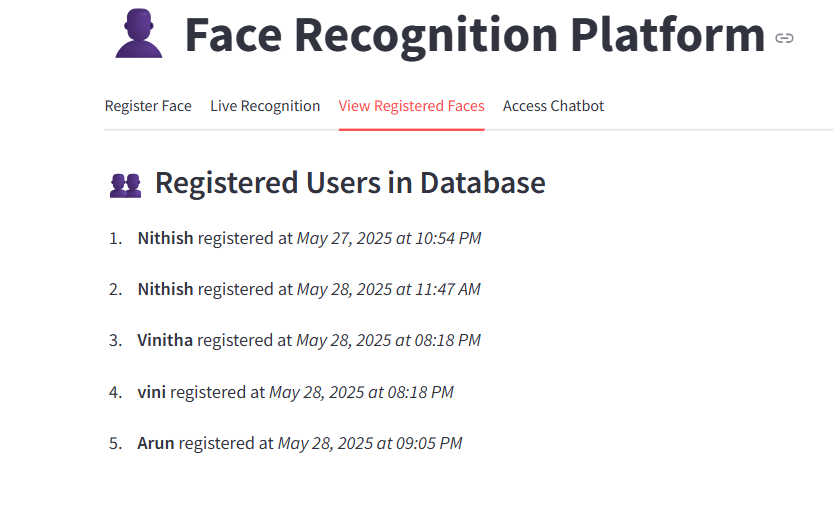 Face Recognition Platform
Register Face Live Recognition View Registered Faces Access Chatbot
Registered Users in Database
1. Nithish registered at May 27, 2025 at 10:54 PM
2. Nithish registered at May 28, 2025 at 11:47 AM
3. Vinitha registered at May 28, 2025 at 08:18 PM
4. vini registered at May 28, 2025 at 08:18 PM
5. Arun registered at May 28, 2025 at 09:05 PM